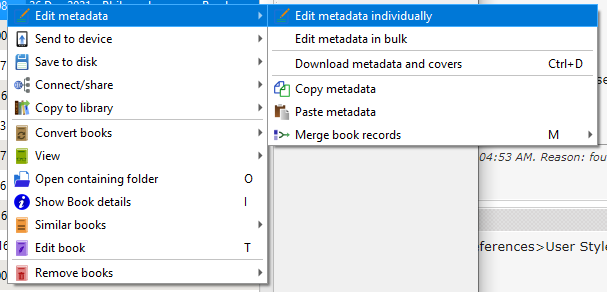 Edit metadata
Send to device
Save to disk
Connect/share
Copy to library
Convert books
View
Open containing folder O
Show Book details I
Similar books
Edit book T
Remove books
Edit metadata individually
Edit metadata in bulk
Download metadata and covers Ctrl+D
Copy metadata
Paste metadata
Merge book records M
04:53 AM. Reason: fou
eferences>User Style